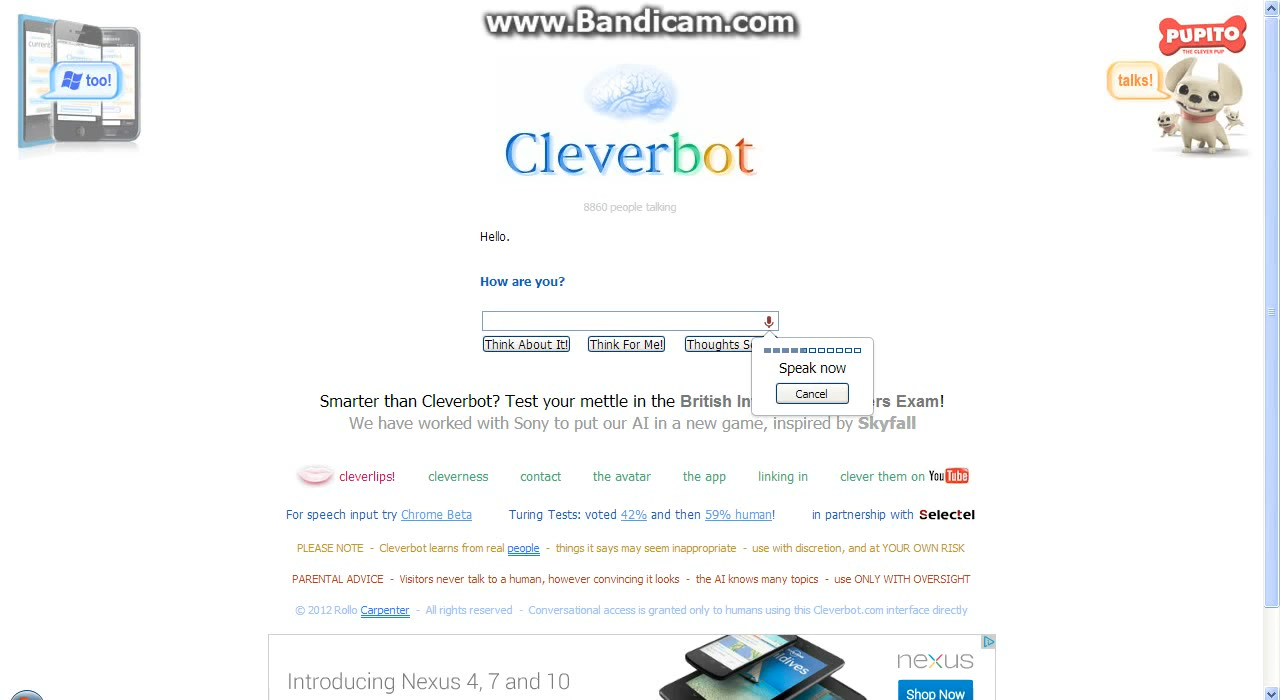 www.Bandicam.com
current
too!
PUPITO
THE CLEVER PUP
talks!
Cleverbot
8860 people talking
Hello.
How are you?
Think About It! Think For Me! Thoughts S
Speak now
Cancel
Smarter than Cleverbot? Test your mettle in the British In rs Exam!
We have worked with Sony to put our AI in a new game, inspired by Skyfall
cleverlips! cleverness contact the avatar the app linking in clever them on YouTube
For speech input try Chrome Beta Turing Tests: voted 42% and then 59% human! in partnership with Selectel
PLEASE NOTE - Cleverbot learns from real people - things it says may seem inappropriate - use with discretion, and at YOUR OWN RISK
PARENTAL ADVICE - Visitors never talk to a human, however convincing it looks - the AI knows many topics - use ONLY WITH OVERSIGHT
© 2012 Rollo Carpenter - All rights reserved - Conversational access is granted only to humans using this Cleverbot.com interface directly
Introducing Nexus 4, 7 and 10
nexus
Shop Now